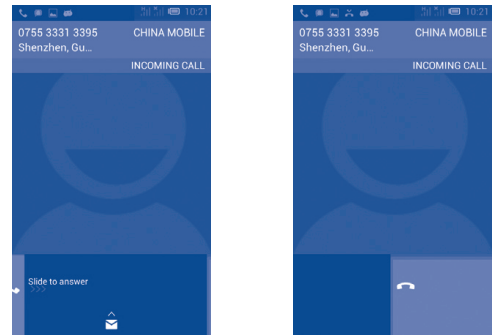 10:21
0755 3331 3395 CHINA MOBILE
Shenzhen, Gu...
INCOMING CALL
Slide to answer
>>>
10:21
0755 3331 3395 CHINA MOBILE
Shenzhen, Gu...
INCOMING CALL